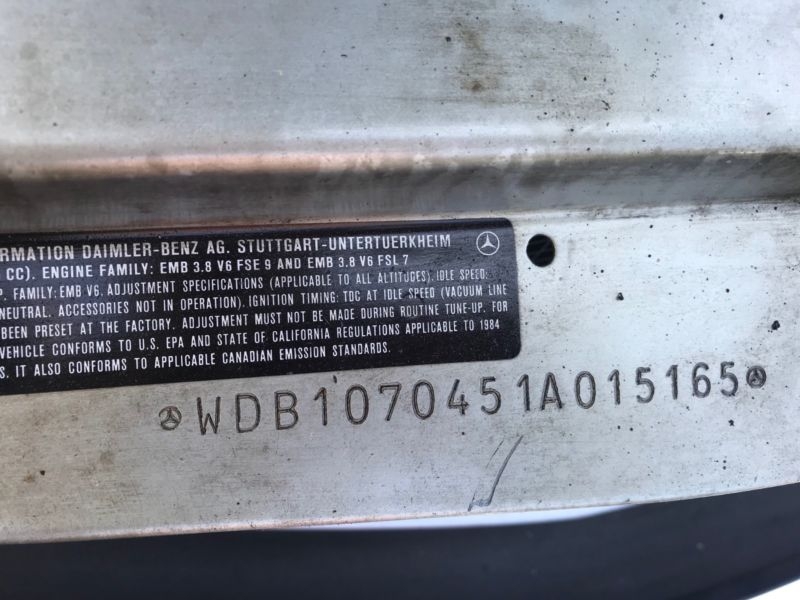 RMATION DAIMLER-BENZ AG. STUTTGART-UNTERTUERKHEIM
CC). ENGINE FAMILY: EMB 3.8 V6 FSE 9 AND EMB 3.8 V6 FSL 7
P. FAMILY: EMB V6, ADJUSTMENT SPECIFICATIONS (APPLICABLE TO ALL ALTITUDES). IDLE SPEED:
NEUTRAL, ACCESSORIES NOT IN OPERATION). IGNITION TIMING: TDC AT IDLE SPEED (VACUUM LINE
BEEN PRESET AT THE FACTORY. ADJUSTMENT MUST NOT BE MADE DURING ROUTINE TUNE-UP. FOR
VEHICLE CONFORMS TO U.S. EPA AND STATE OF CALIFORNIA REGULATIONS APPLICABLE TO 1984
S. IT ALSO CONFORMS TO APPLICABLE CANADIAN EMISSION STANDARDS.
WDB1070451A015165